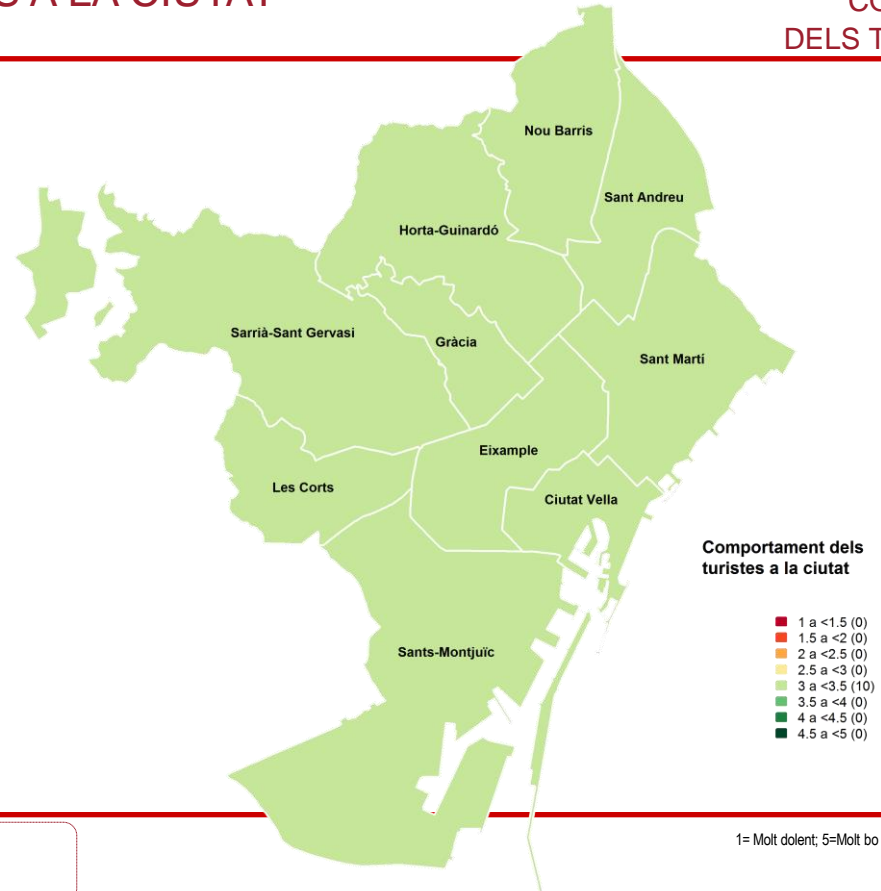 S A LA CIUTAT
DELS T
Nou Barris
Sant Andreu
Horta-Guinardó
Sarrià-Sant Gervasi
Gràcia
Sant Martí
Eixample
Les Corts
Ciutat Vella
Comportament dels
turistes a la ciutat
Sants-Montjuïc
1 a <1.5 (0)
1.5 a <2 (0)
2 a <2.5 (0)
2.5 a <3 (0)
3 a <3.5 (10)
3.5 a <4 (0)
4 a <4.5 (0)
4.5 a <5 (0)
1= Molt dolent; 5=Molt bo